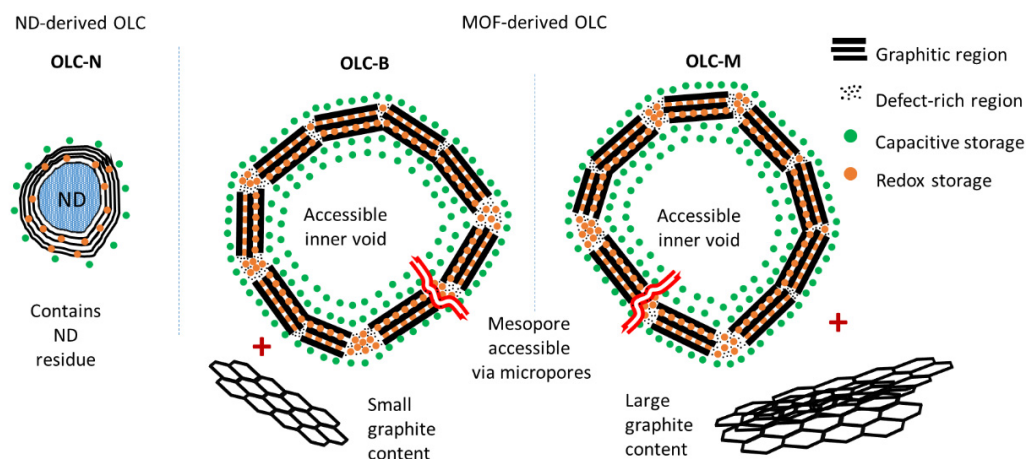 ND-derived OLC
MOF-derived OLC
OLC-N
OLC-B
OLC-M
Graphitic region
Defect-rich region
Capacitive storage
Redox storage
ND
Accessible
inner void
Accessible
inner void
Contains
ND
residue
Mesopore
accessible
via micropores
+
+
Small
graphite
content
Large
graphite
content